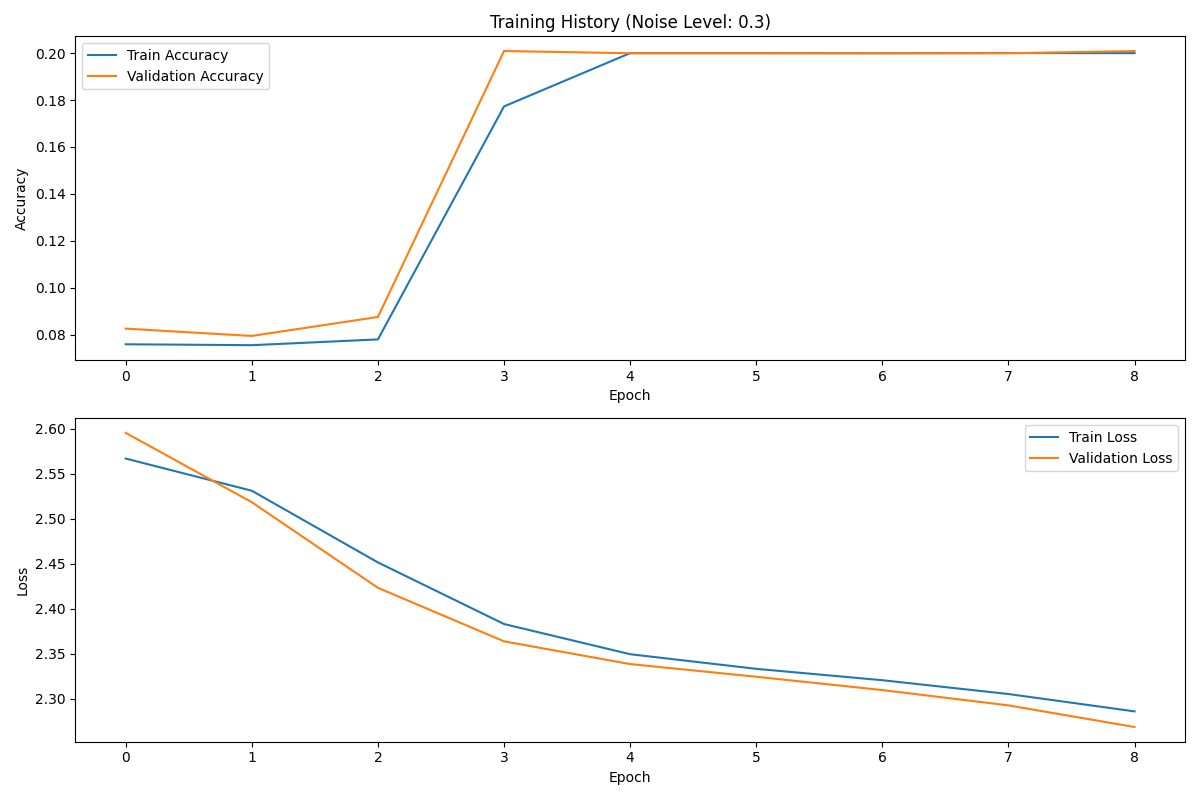 Training History (Noise Level: 0.3)
Train Accuracy
Validation Accuracy
0.20
0.18
0.16
0.14
0.12
0.10
0.08
Accuracy
0 1 2 3 4 5 6 7 8
Epoch
Train Loss
Validation Loss
2.60
2.55
2.50
2.45
2.40
2.35
2.30
Loss
0 1 2 3 4 5 6 7 8
Epoch